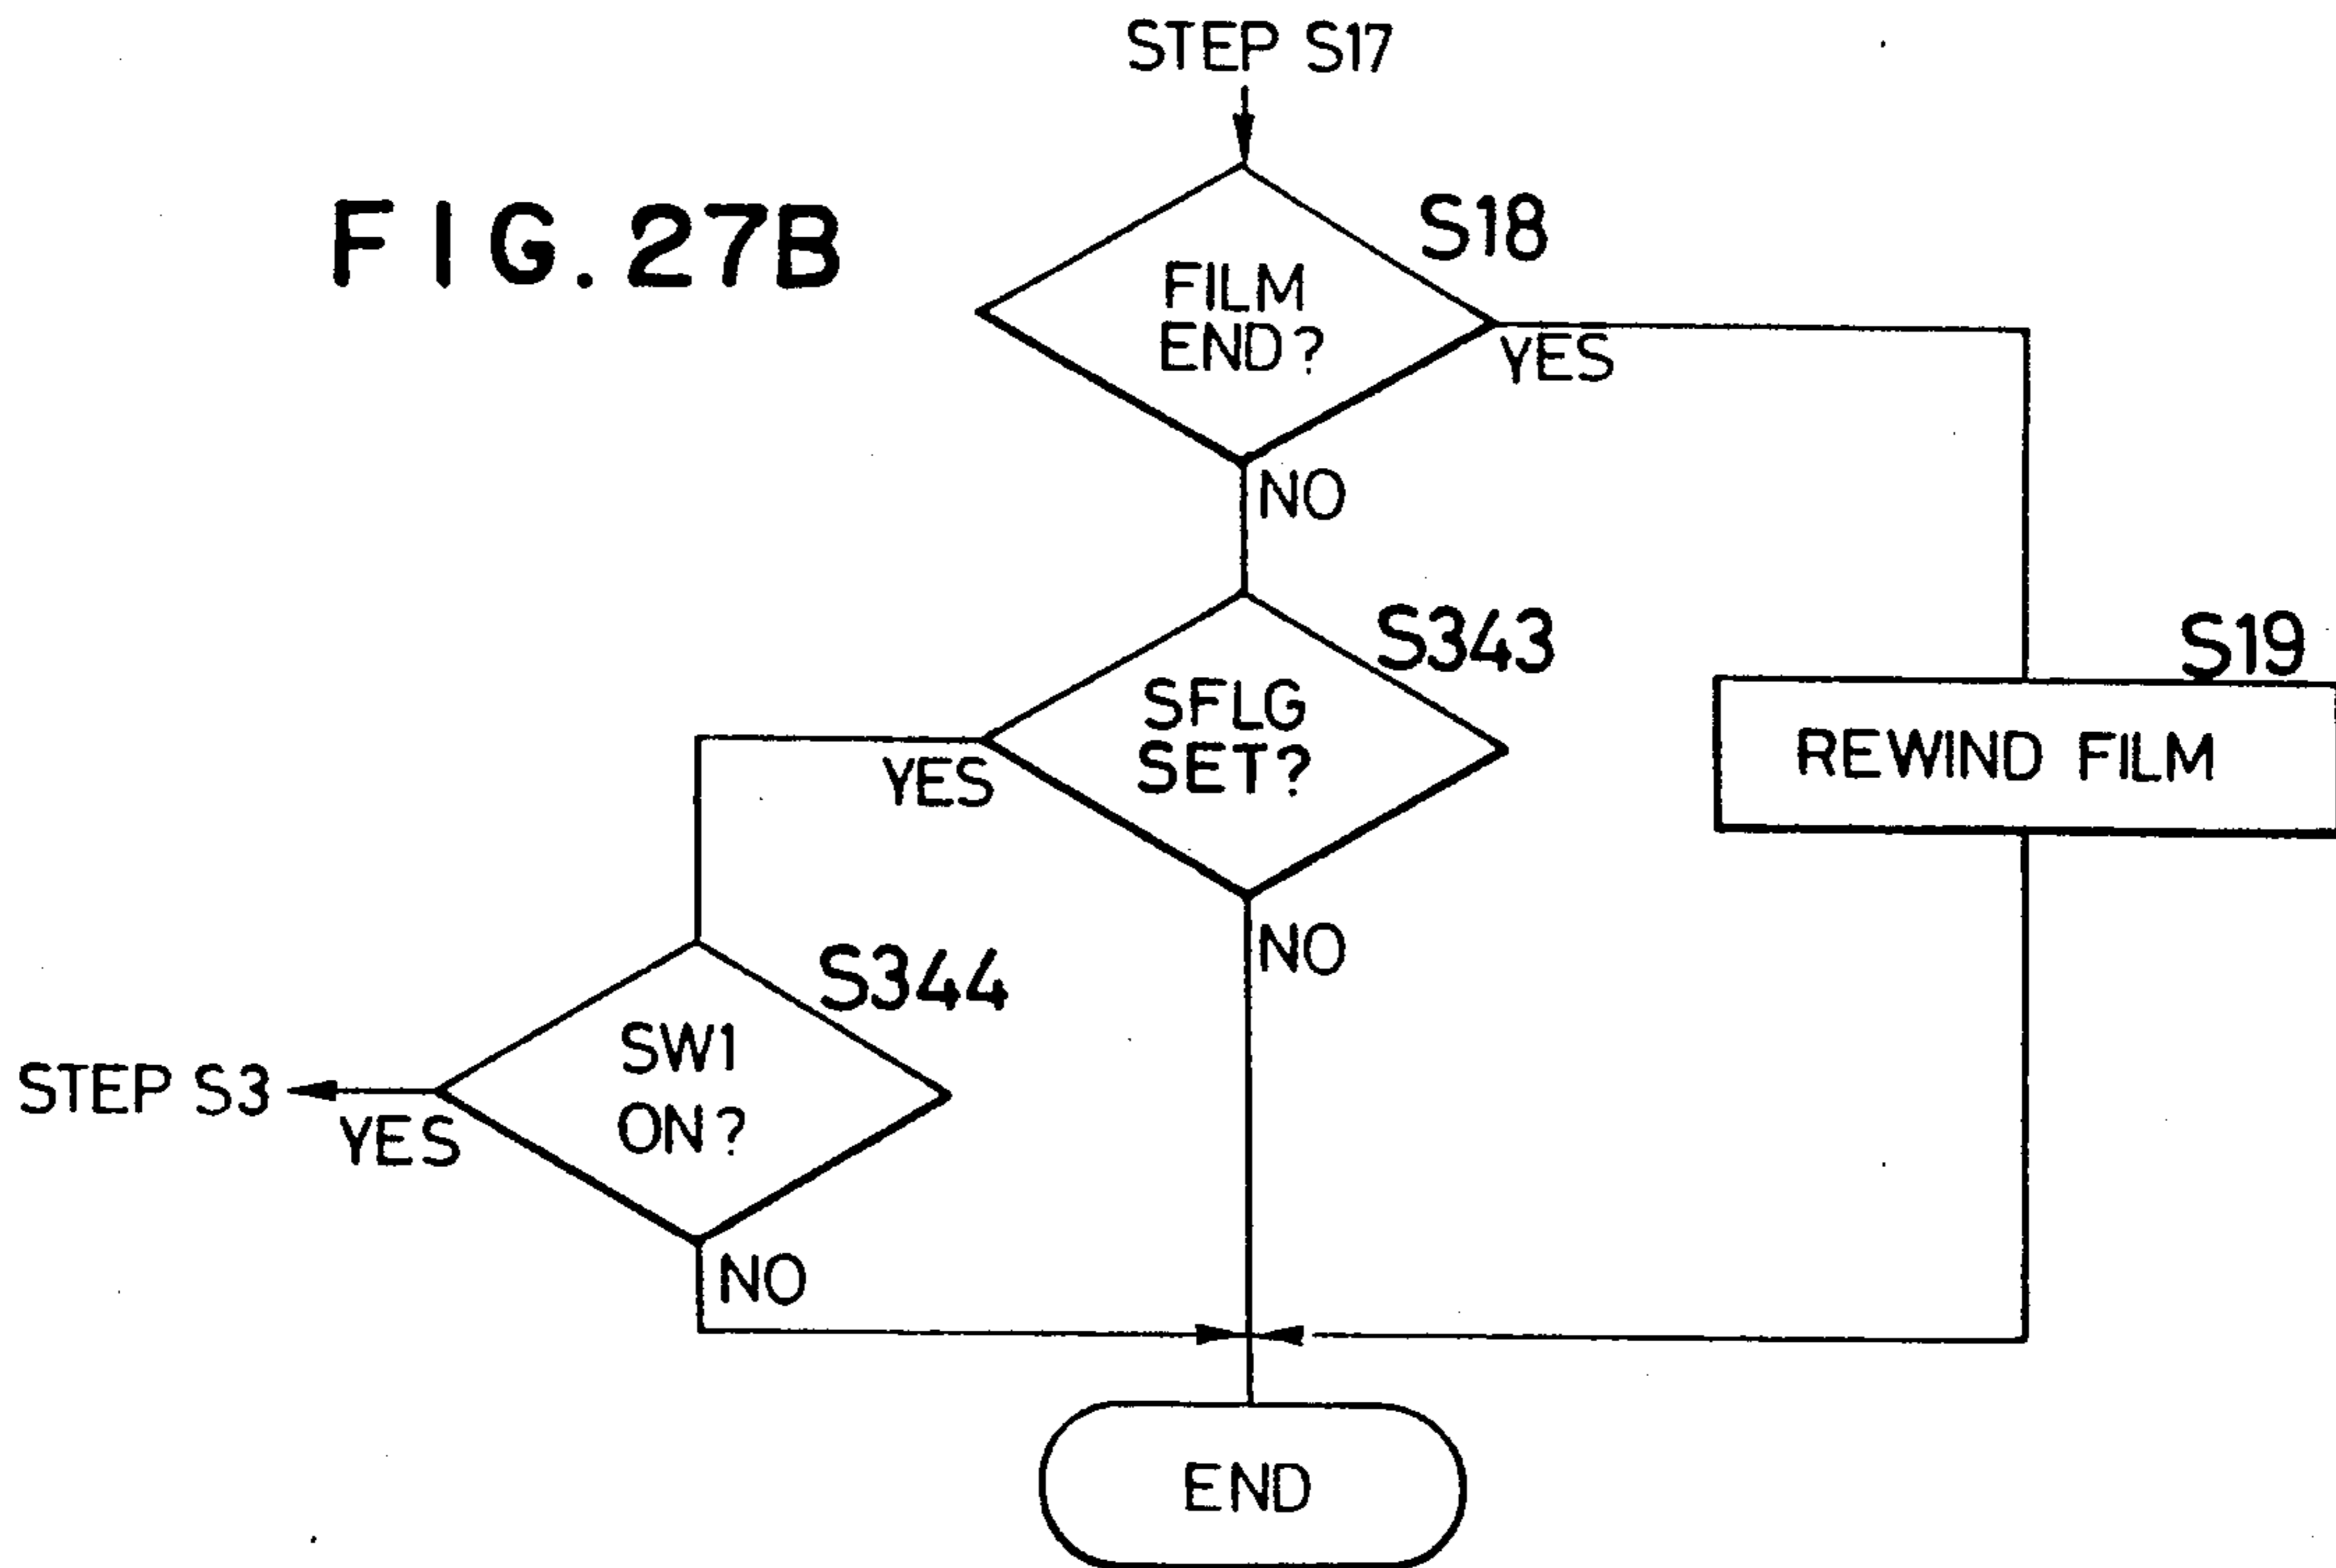 STEP S17
FIG. 27B
S18
FILM
END?
YES
NO
S343
SFLG
SET?
YES
NO
S19
REWIND FILM
S344
SW1
ON?
STEP S3
YES
NO
END